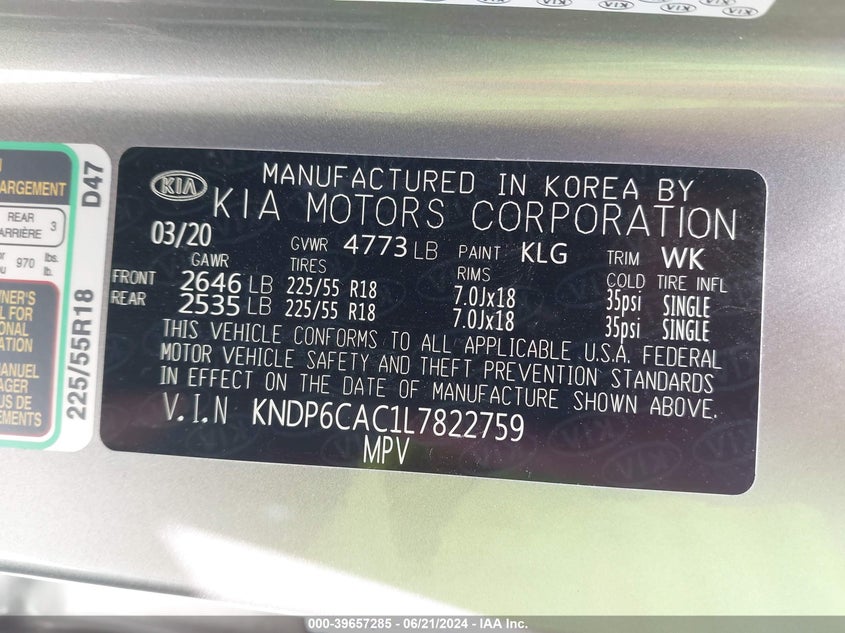 KIA
MANUFACTURED IN KOREA BY
KIA MOTORS CORPORATION
03/20 GVWR 4773 LB PAINT KLG TRIM WK
GAWR TIRES RIMS COLD TIRE INFL
FRONT 2646 LB 225/55 R18 7.0Jx18 35psi SINGLE
REAR 2535 LB 225/55 R18 7.0Jx18 35psi SINGLE
THIS VEHICLE CONFORMS TO ALL APPLICABLE U.S.A. FEDERAL
MOTOR VEHICLE SAFETY AND THEFT PREVENTION STANDARDS
IN EFFECT ON THE DATE OF MANUFACTURE SHOWN ABOVE.
V.I.N KNDP6CAC1L7822759
MPV
REAR 3
ARRIÈRE
970 lbs.
lb.
225/55R18 D47
000-39657285 - 06/21/2024 - IAA Inc.